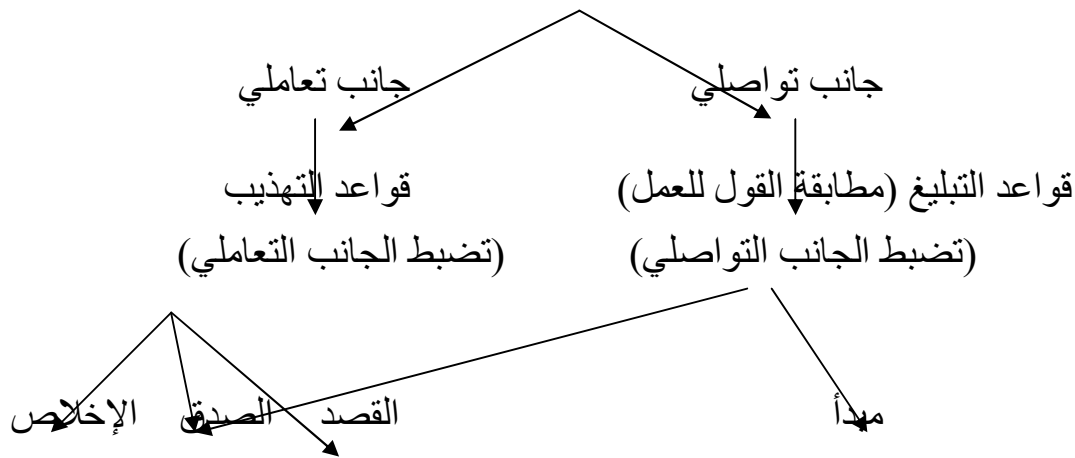 جانب تواصلي جانب تعاملي
قواعد التبليغ (مطابقة القول للعمل) قواعد التهذيب
(تضبط الجانب التواصلي) (تضبط الجانب التعاملي)
مبدأ القصد الصدق الإخلاص